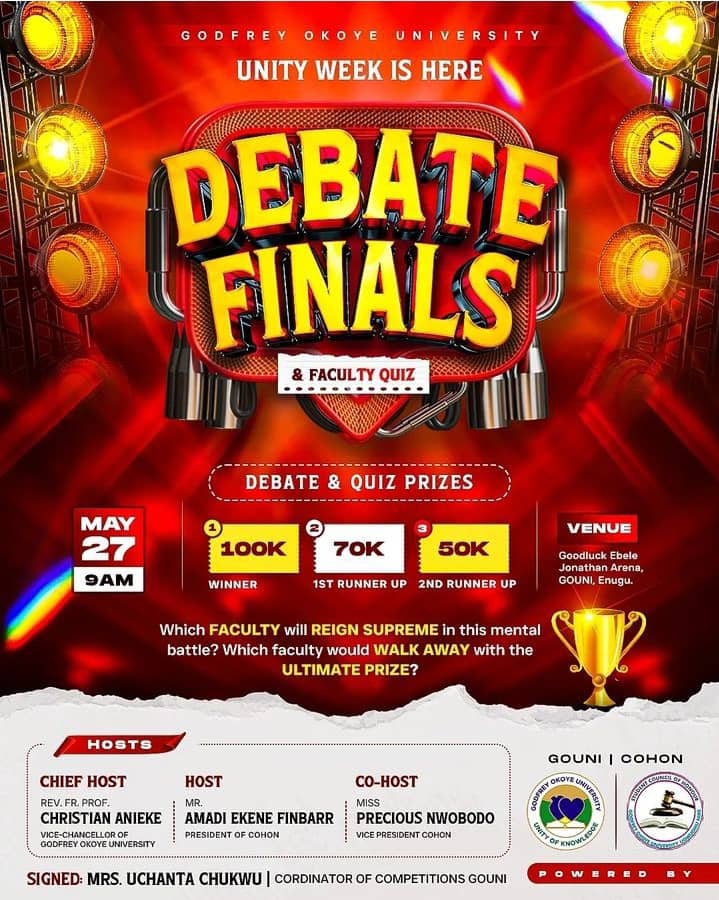 GODFREY OKOYE UNIVERSITY
UNITY WEEK IS HERE
DEBATE
FINALS
& FACULTY QUIZ
DEBATE & QUIZ PRIZES
MAY
27
9AM
1
100K
WINNER
2
70K
1ST RUNNER UP
3
50K
2ND RUNNER UP
VENUE
Goodluck Ebele
Jonathan Arena,
GOUNI, Enugu.
Which FACULTY will REIGN SUPREME in this mental
battle? Which faculty would WALK AWAY with the
ULTIMATE PRIZE?
HOSTS
CHIEF HOST
REV. FR. PROF.
CHRISTIAN ANIEKE
VICE-CHANCELLOR OF
GODFREY OKOYE UNIVERSITY
HOST
MR.
AMADI EKENE FINBARR
PRESIDENT OF COHON
CO-HOST
MISS
PRECIOUS NWOBODO
VICE PRESIDENT COHON
GOUNI | COHON
GODFREY OKOYE UNIVERSITY
UNITY OF KNOWLEDGE
STUDENT COUNCIL OF HONOUR
POWERED BY
SIGNED: MRS. UCHANTA CHUKWU | CORDINATOR OF COMPETITIONS GOUNI